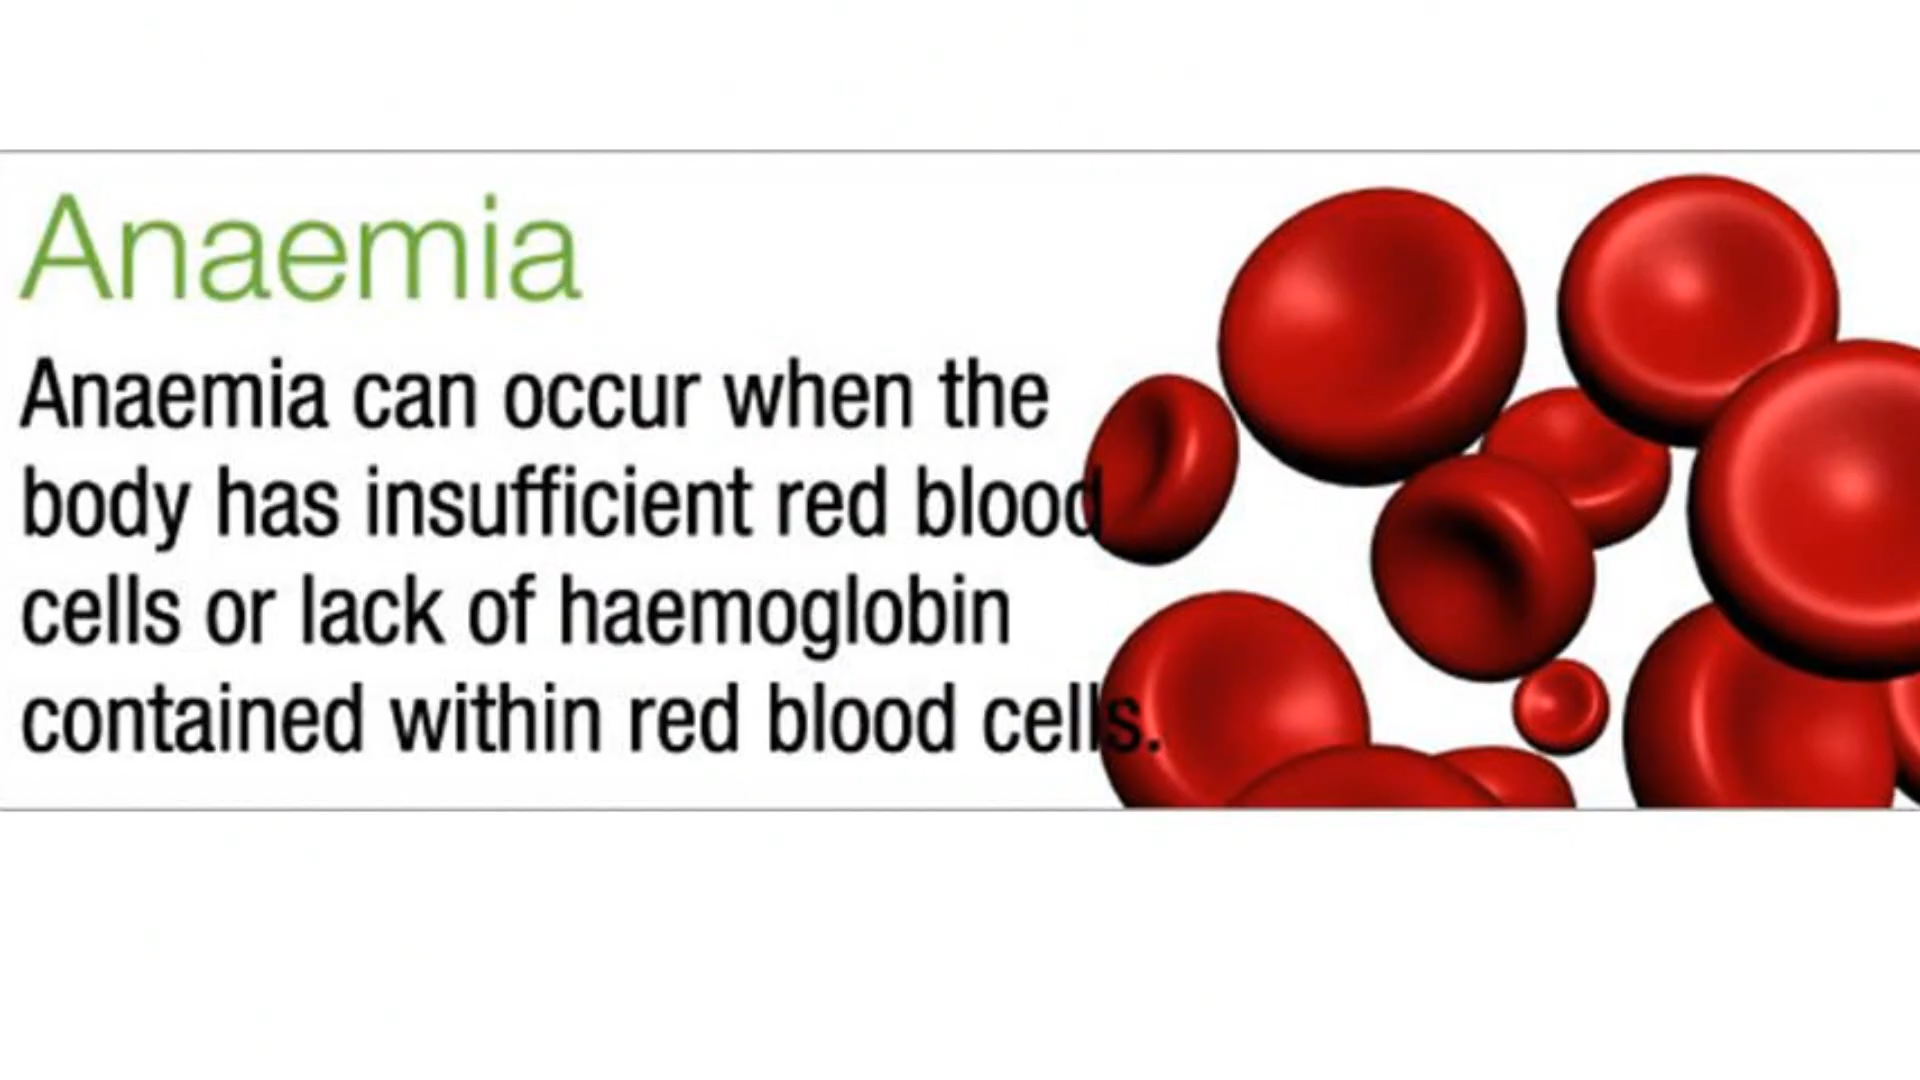 Anaemia
Anaemia can occur when the
body has insufficient red blood
cells or lack of haemoglobin
contained within red blood cells.